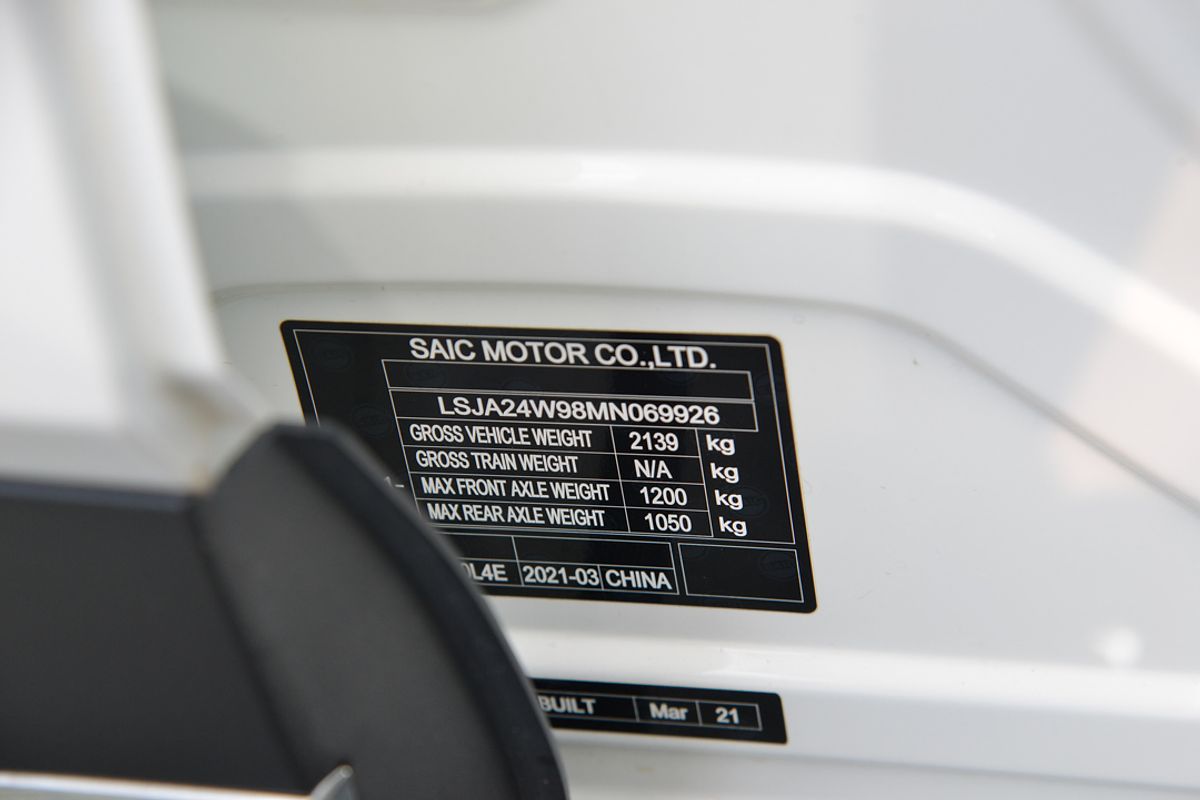 SAIC MOTOR CO.,LTD.
LSJA24W98MN069926
GROSS VEHICLE WEIGHT 2139 kg
GROSS TRAIN WEIGHT N/A kg
MAX FRONT AXLE WEIGHT 1200 kg
MAX REAR AXLE WEIGHT 1050 kg
L4E 2021-03 CHINA
BUILT Mar 21